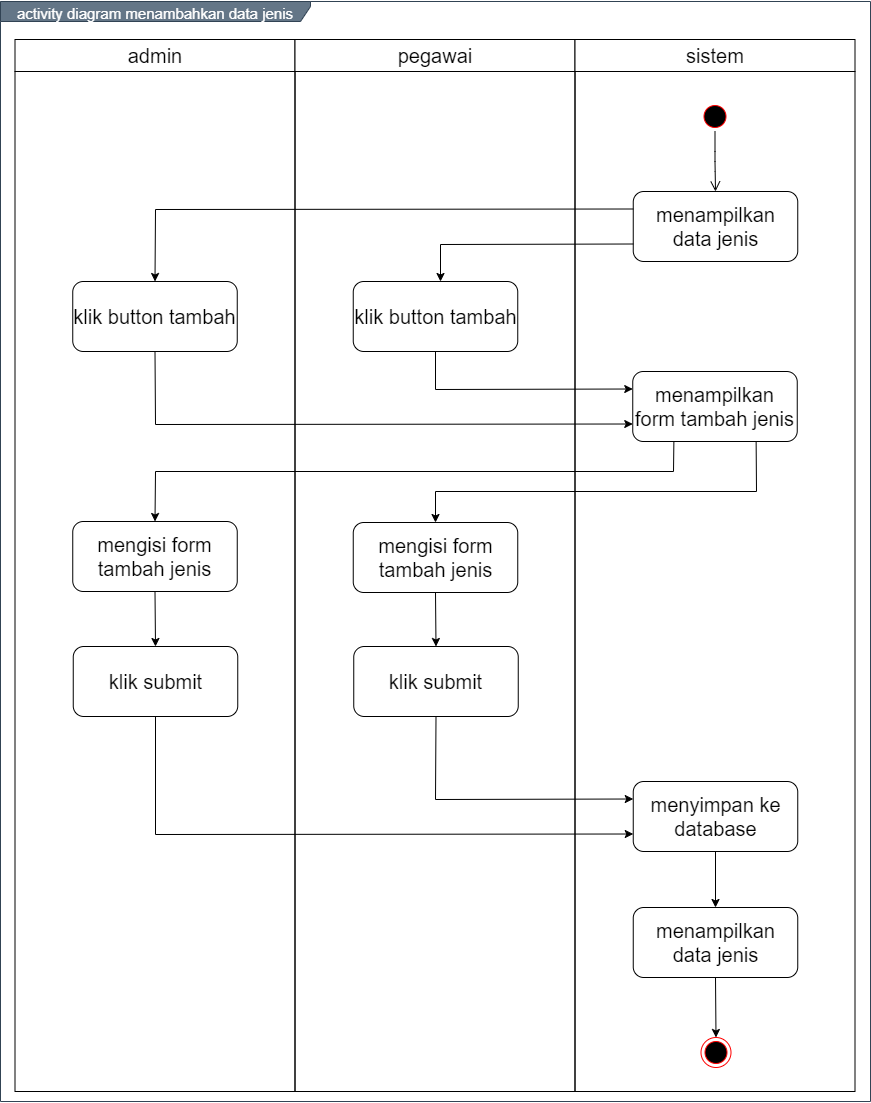 activity diagram menambahkan data jenis
admin
pegawai
sistem
menampilkan
data jenis
klik button tambah
klik button tambah
menampilkan
form tambah jenis
mengisi form
tambah jenis
mengisi form
tambah jenis
klik submit
klik submit
menyimpan ke
database
menampilkan
data jenis